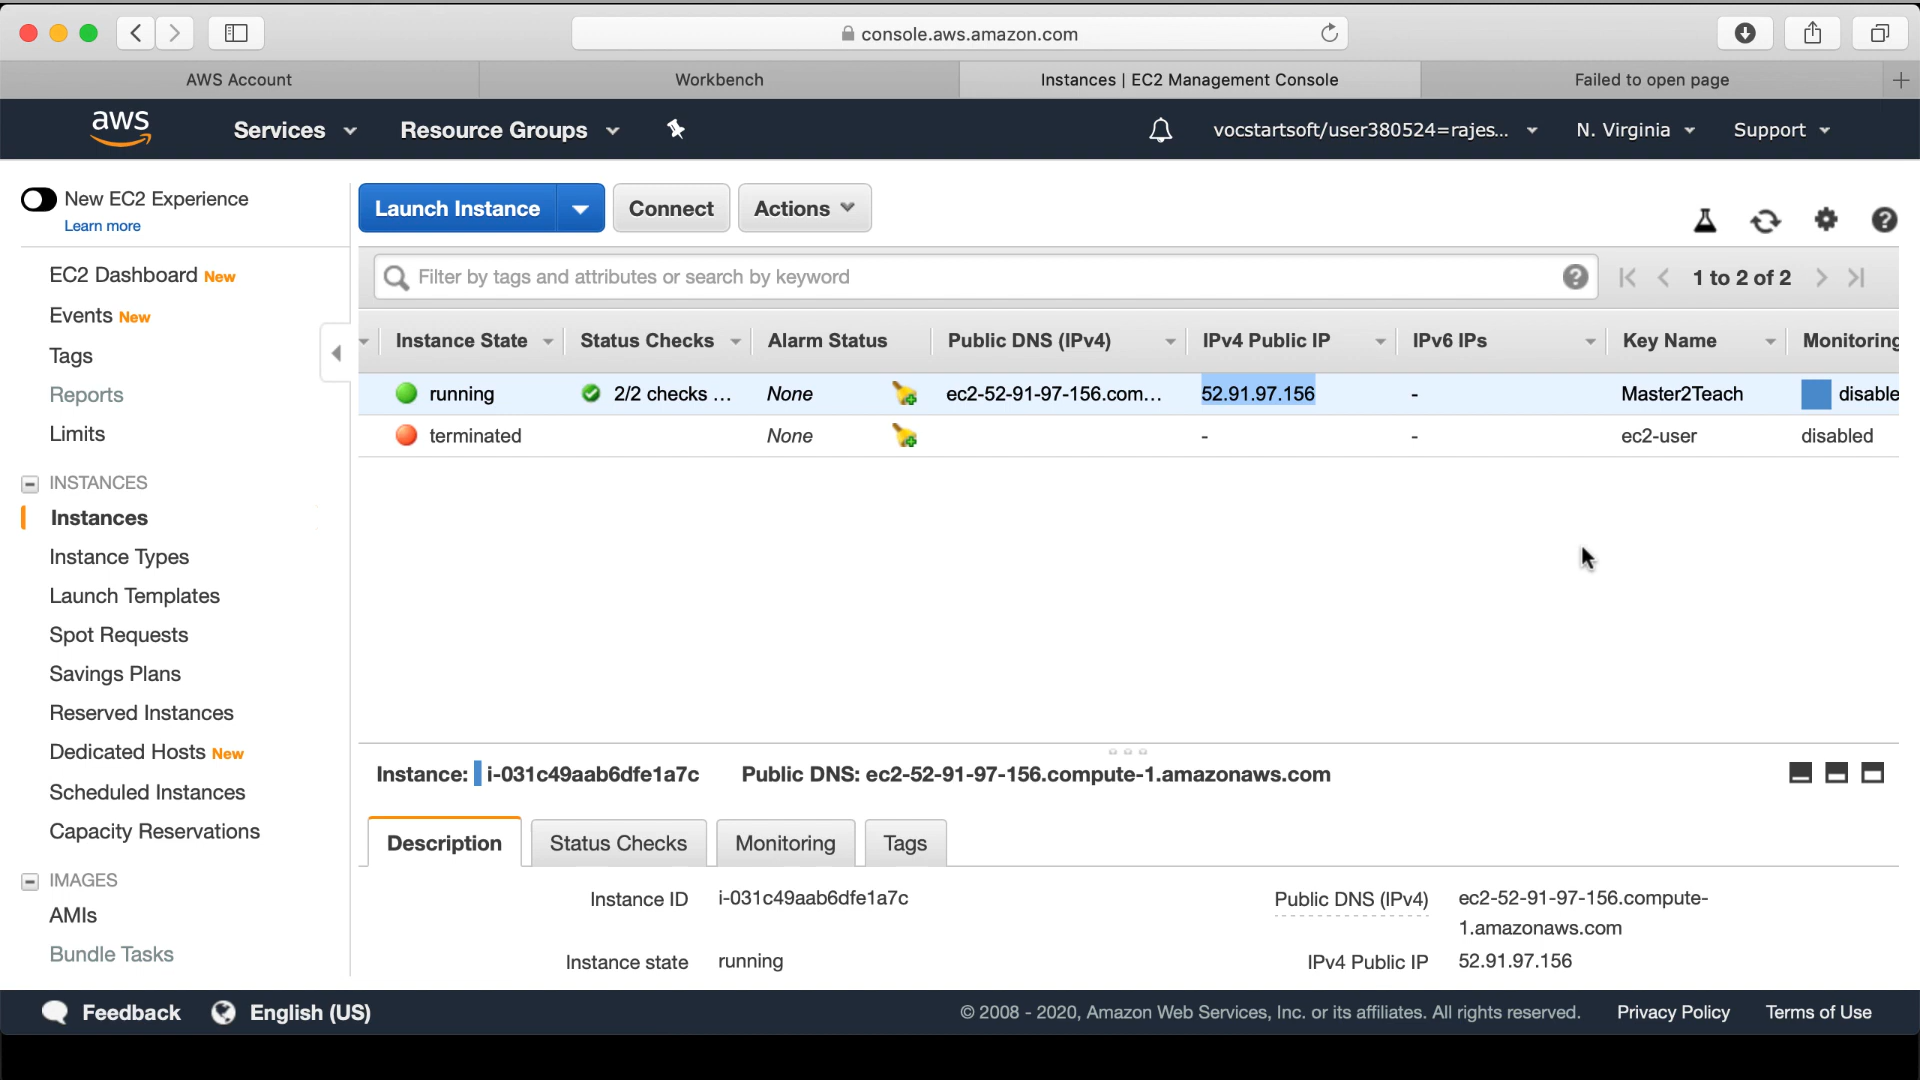 console.aws.amazon.com
AWS Account
Workbench
Instances | EC2 Management Console
Failed to open page
aws
Services
Resource Groups
vocstartsoft/user380524=rajes...
N. Virginia
Support
New EC2 Experience
Learn more
EC2 Dashboard New
Events New
Tags
Reports
Limits
INSTANCES
Instances
Instance Types
Launch Templates
Spot Requests
Savings Plans
Reserved Instances
Dedicated Hosts New
Scheduled Instances
Capacity Reservations
IMAGES
AMIs
Bundle Tasks
Launch Instance
Connect
Actions
Filter by tags and attributes or search by keyword
1 to 2 of 2
Instance State Status Checks Alarm Status Public DNS (IPv4) IPv4 Public IP IPv6 IPs Key Name Monitoring
running 2/2 checks ... None ec2-52-91-97-156.com... 52.91.97.156 - Master2Teach disable
terminated None - - ec2-user disabled
Instance: i-031c49aab6dfe1a7c Public DNS: ec2-52-91-97-156.compute-1.amazonaws.com
Description
Status Checks
Monitoring
Tags
Instance ID i-031c49aab6dfe1a7c
Public DNS (IPv4) ec2-52-91-97-156.compute-
1.amazonaws.com
Instance state running
IPv4 Public IP 52.91.97.156
Feedback
English (US)
© 2008 - 2020, Amazon Web Services, Inc. or its affiliates. All rights reserved.
Privacy Policy
Terms of Use